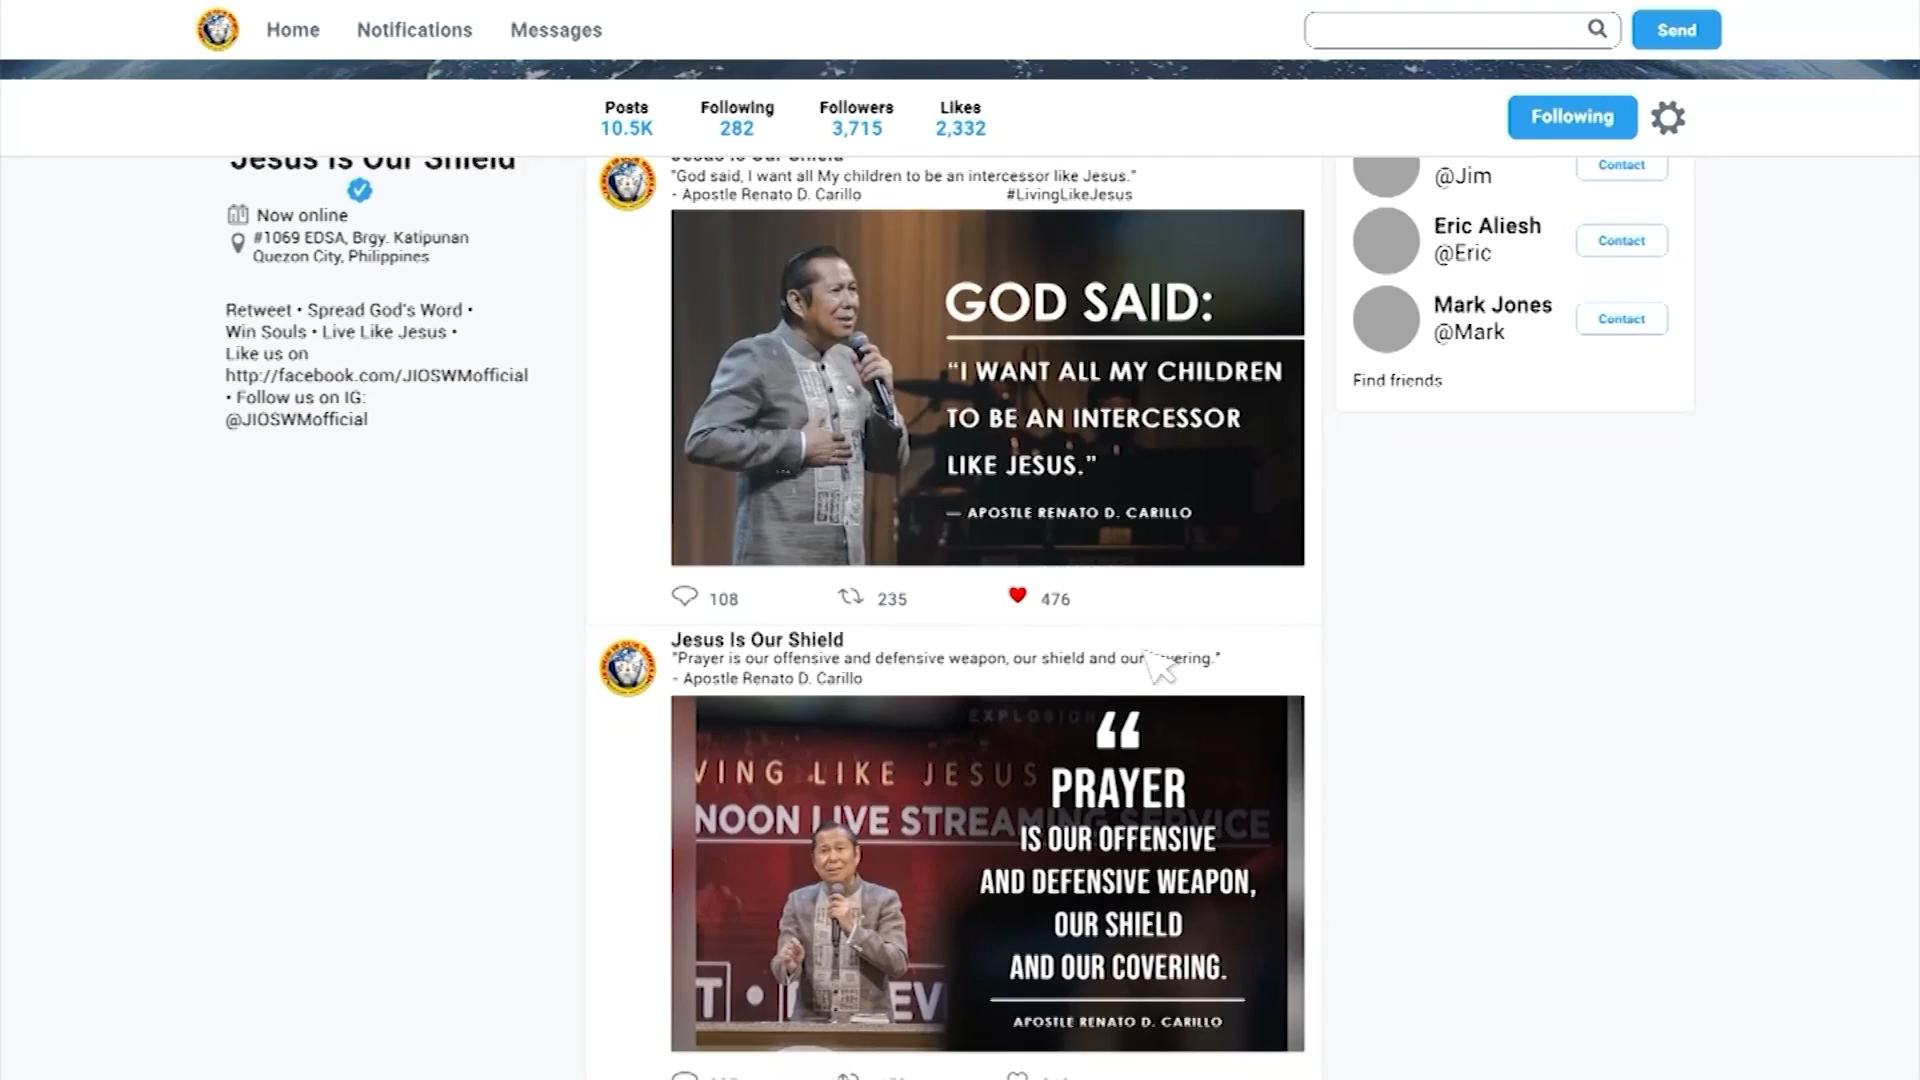 Home Notifications Messages
Send
Posts Following Followers Likes
10.5K 282 3,715 2,332
Following
Jesus Is Our Shield
Now online
#1069 EDSA, Brgy. Katipunan
Quezon City, Philippines
Retweet • Spread God's Word •
Win Souls • Live Like Jesus •
Like us on
http://facebook.com/JIOSWMofficial
• Follow us on IG:
@JIOSWMofficial
Jesus Is Our Shield
"God said, I want all My children to be an intercessor like Jesus."
- Apostle Renato D. Carillo #LivingLikeJesus
GOD SAID:
“I WANT ALL MY CHILDREN
TO BE AN INTERCESSOR
LIKE JESUS.”
— APOSTLE RENATO D. CARILLO
108 235 476
Jesus Is Our Shield
"Prayer is our offensive and defensive weapon, our shield and our
- Apostle Renato D. Carillo
EXPLOSION
VING LIKE JESUS
NOON LIVE STREAMING SERVICE
“
PRAYER
IS OUR OFFENSIVE
AND DEFENSIVE WEAPON,
OUR SHIELD
AND OUR COVERING.
APOSTLE RENATO D. CARILLO
@Jim
Contact
Eric Aliesh
@Eric
Contact
Mark Jones
@Mark
Contact
Find friends